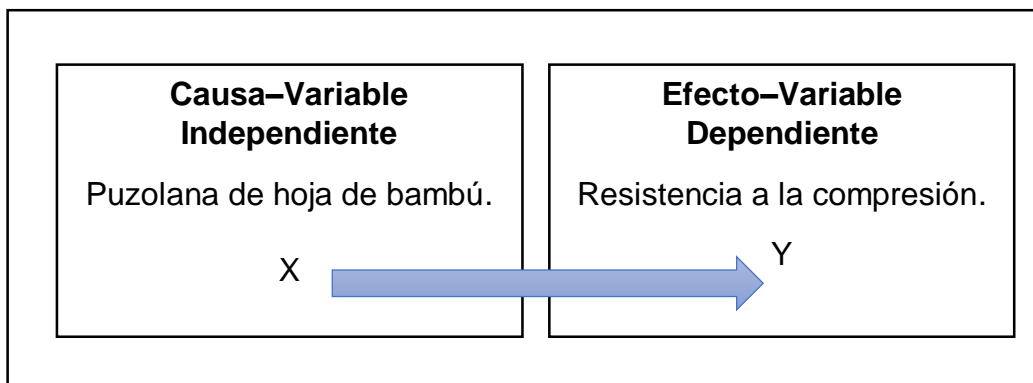 Causa–Variable
Independiente
Puzolana de hoja de bambú.
X
Efecto–Variable
Dependiente
Resistencia a la compresión.
Y